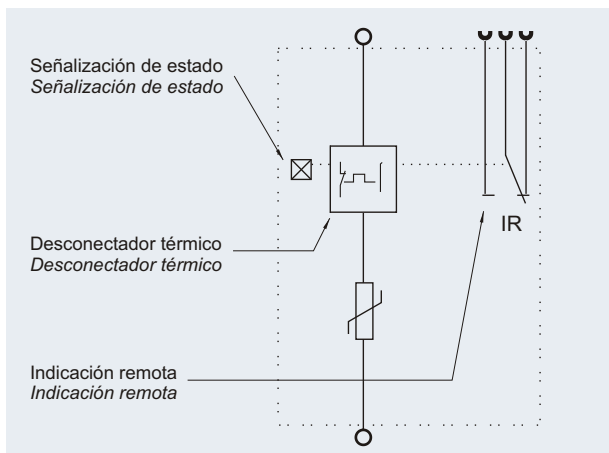 Señalización de estado
Señalización de estado
IR
Desconectador térmico
Desconectador térmico
Indicación remota
Indicación remota